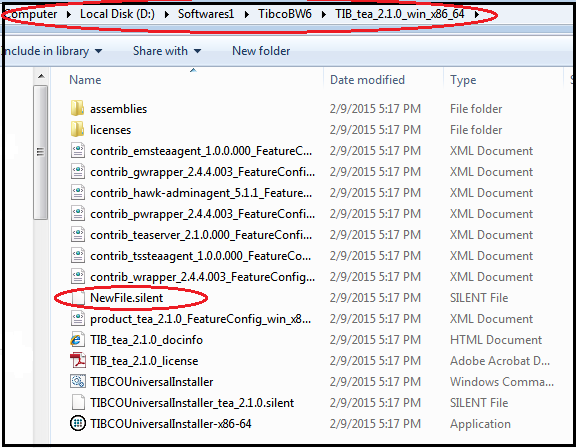 omputer ▸ Local Disk (D:) ▸ Softwares1 ▸ TibcoBW6 ▸ TIB_tea_2.1.0_win_x86_64 ▸
Include in library ▾ Share with ▾ New folder
Name Date modified Type
assemblies 2/9/2015 5:17 PM File folder
licenses 2/9/2015 5:17 PM File folder
contrib_emsteaagent_1.0.0.000_FeatureC... 2/9/2015 5:17 PM XML Document
contrib_gwrapper_2.4.4.003_FeatureConfi... 2/9/2015 5:17 PM XML Document
contrib_hawk-adminagent_5.1.1_Feature... 2/9/2015 5:17 PM XML Document
contrib_pwrapper_2.4.4.003_FeatureConfi... 2/9/2015 5:17 PM XML Document
contrib_teaserver_2.1.0.000_FeatureConfi... 2/9/2015 5:17 PM XML Document
contrib_tssteaagent_1.0.0.000_FeatureCo... 2/9/2015 5:17 PM XML Document
contrib_wrapper_2.4.4.003_FeatureConfig... 2/9/2015 5:17 PM XML Document
NewFile.silent 2/9/2015 5:17 PM SILENT File
product_tea_2.1.0_FeatureConfig_win_x8... 2/9/2015 5:17 PM XML Document
TIB_tea_2.1.0_docinfo 2/9/2015 5:17 PM HTML Document
TIB_tea_2.1.0_license 2/9/2015 5:17 PM Adobe Acrobat D...
TIBCOUniversalInstaller 2/9/2015 5:17 PM Windows Comma...
TIBCOUniversalInstaller_tea_2.1.0.silent 2/9/2015 5:17 PM SILENT File
TIBCOUniversalInstaller-x86-64 2/9/2015 5:17 PM Application